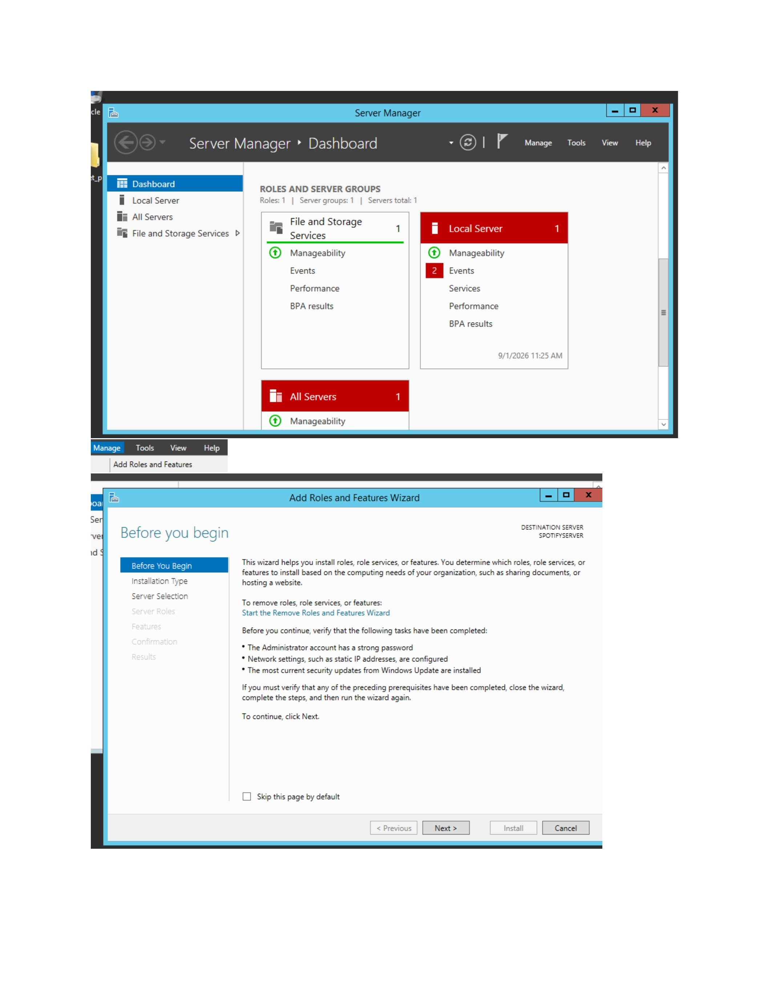 cle
Server Manager
Server Manager ‣ Dashboard
Manage Tools View Help
et_p
Dashboard
Local Server
All Servers
File and Storage Services
ROLES AND SERVER GROUPS
Roles: 1 | Server groups: 1 | Servers total: 1
File and Storage
Services 1
Manageability
Events
Performance
BPA results
Local Server 1
Manageability
2 Events
Services
Performance
BPA results
9/1/2026 11:25 AM
All Servers 1
Manageability
Manage Tools View Help
Add Roles and Features
Add Roles and Features Wizard
oa
Ser
rver
nd S
Before you begin
DESTINATION SERVER
SPOTIFYSERVER
Before You Begin
Installation Type
Server Selection
Server Roles
Features
Confirmation
Results
This wizard helps you install roles, role services, or features. You determine which roles, role services, or
features to install based on the computing needs of your organization, such as sharing documents, or
hosting a website.
To remove roles, role services, or features:
Start the Remove Roles and Features Wizard
Before you continue, verify that the following tasks have been completed:
• The Administrator account has a strong password
• Network settings, such as static IP addresses, are configured
• The most current security updates from Windows Update are installed
If you must verify that any of the preceding prerequisites have been completed, close the wizard,
complete the steps, and then run the wizard again.
To continue, click Next.
Skip this page by default
< Previous Next > Install Cancel